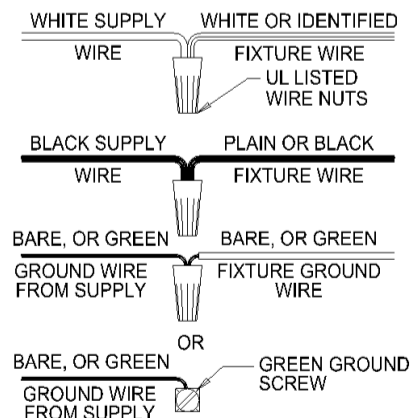 WHITE SUPPLY WHITE OR IDENTIFIED
WIRE FIXTURE WIRE
UL LISTED
WIRE NUTS
BLACK SUPPLY PLAIN OR BLACK
WIRE FIXTURE WIRE
BARE, OR GREEN BARE, OR GREEN
GROUND WIRE FIXTURE GROUND
FROM SUPPLY WIRE
OR
BARE, OR GREEN GREEN GROUND
SCREW
GROUND WIRE
FROM SUPPLY